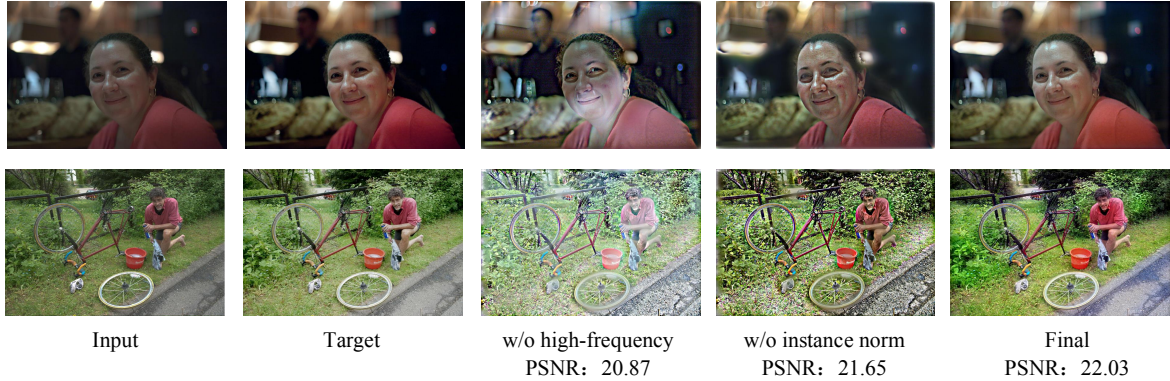 Input
Target
w/o high-frequency
PSNR：20.87
w/o instance norm
PSNR：21.65
Final
PSNR：22.03